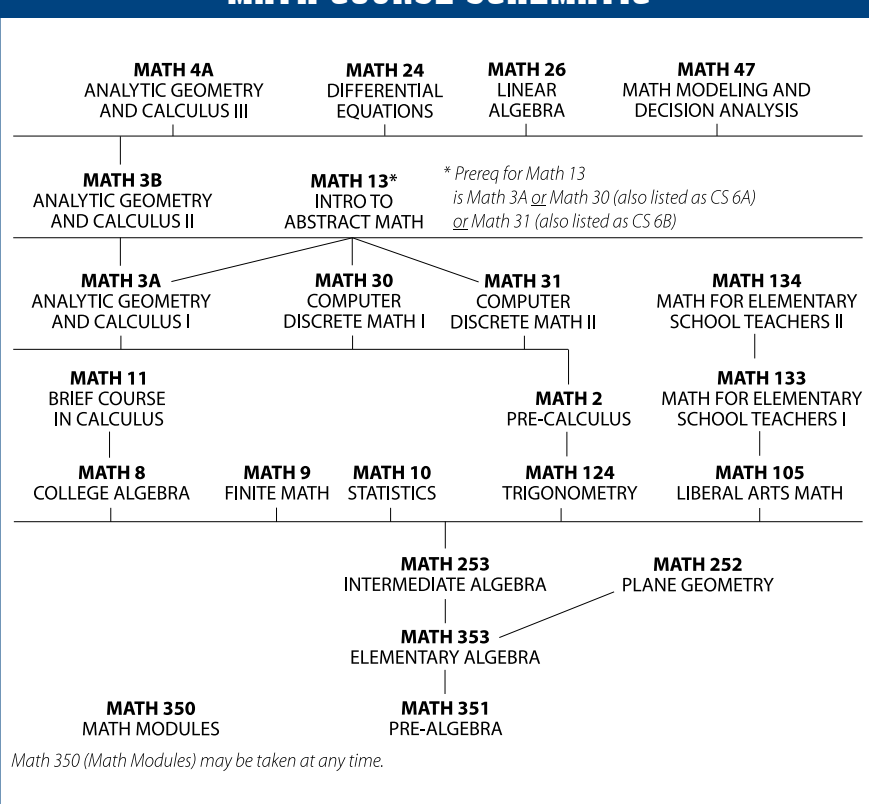 MATH COURSE SCHEMATIC
MATH 4A
ANALYTIC GEOMETRY
AND CALCULUS III
MATH 24
DIFFERENTIAL
EQUATIONS
MATH 26
LINEAR
ALGEBRA
MATH 47
MATH MODELING AND
DECISION ANALYSIS
MATH 3B
ANALYTIC GEOMETRY
AND CALCULUS II
MATH 13*
INTRO TO
ABSTRACT MATH
* Prereq for Math 13
is Math 3A or Math 30 (also listed as CS 6A)
or Math 31 (also listed as CS 6B)
MATH 3A
ANALYTIC GEOMETRY
AND CALCULUS I
MATH 30
COMPUTER
DISCRETE MATH I
MATH 31
COMPUTER
DISCRETE MATH II
MATH 134
MATH FOR ELEMENTARY
SCHOOL TEACHERS II
MATH 11
BRIEF COURSE
IN CALCULUS
MATH 2
PRE-CALCULUS
MATH 133
MATH FOR ELEMENTARY
SCHOOL TEACHERS I
MATH 8
COLLEGE ALGEBRA
MATH 9
FINITE MATH
MATH 10
STATISTICS
MATH 124
TRIGONOMETRY
MATH 105
LIBERAL ARTS MATH
MATH 253
INTERMEDIATE ALGEBRA
MATH 252
PLANE GEOMETRY
MATH 353
ELEMENTARY ALGEBRA
MATH 350
MATH MODULES
MATH 351
PRE-ALGEBRA
Math 350 (Math Modules) may be taken at any time.